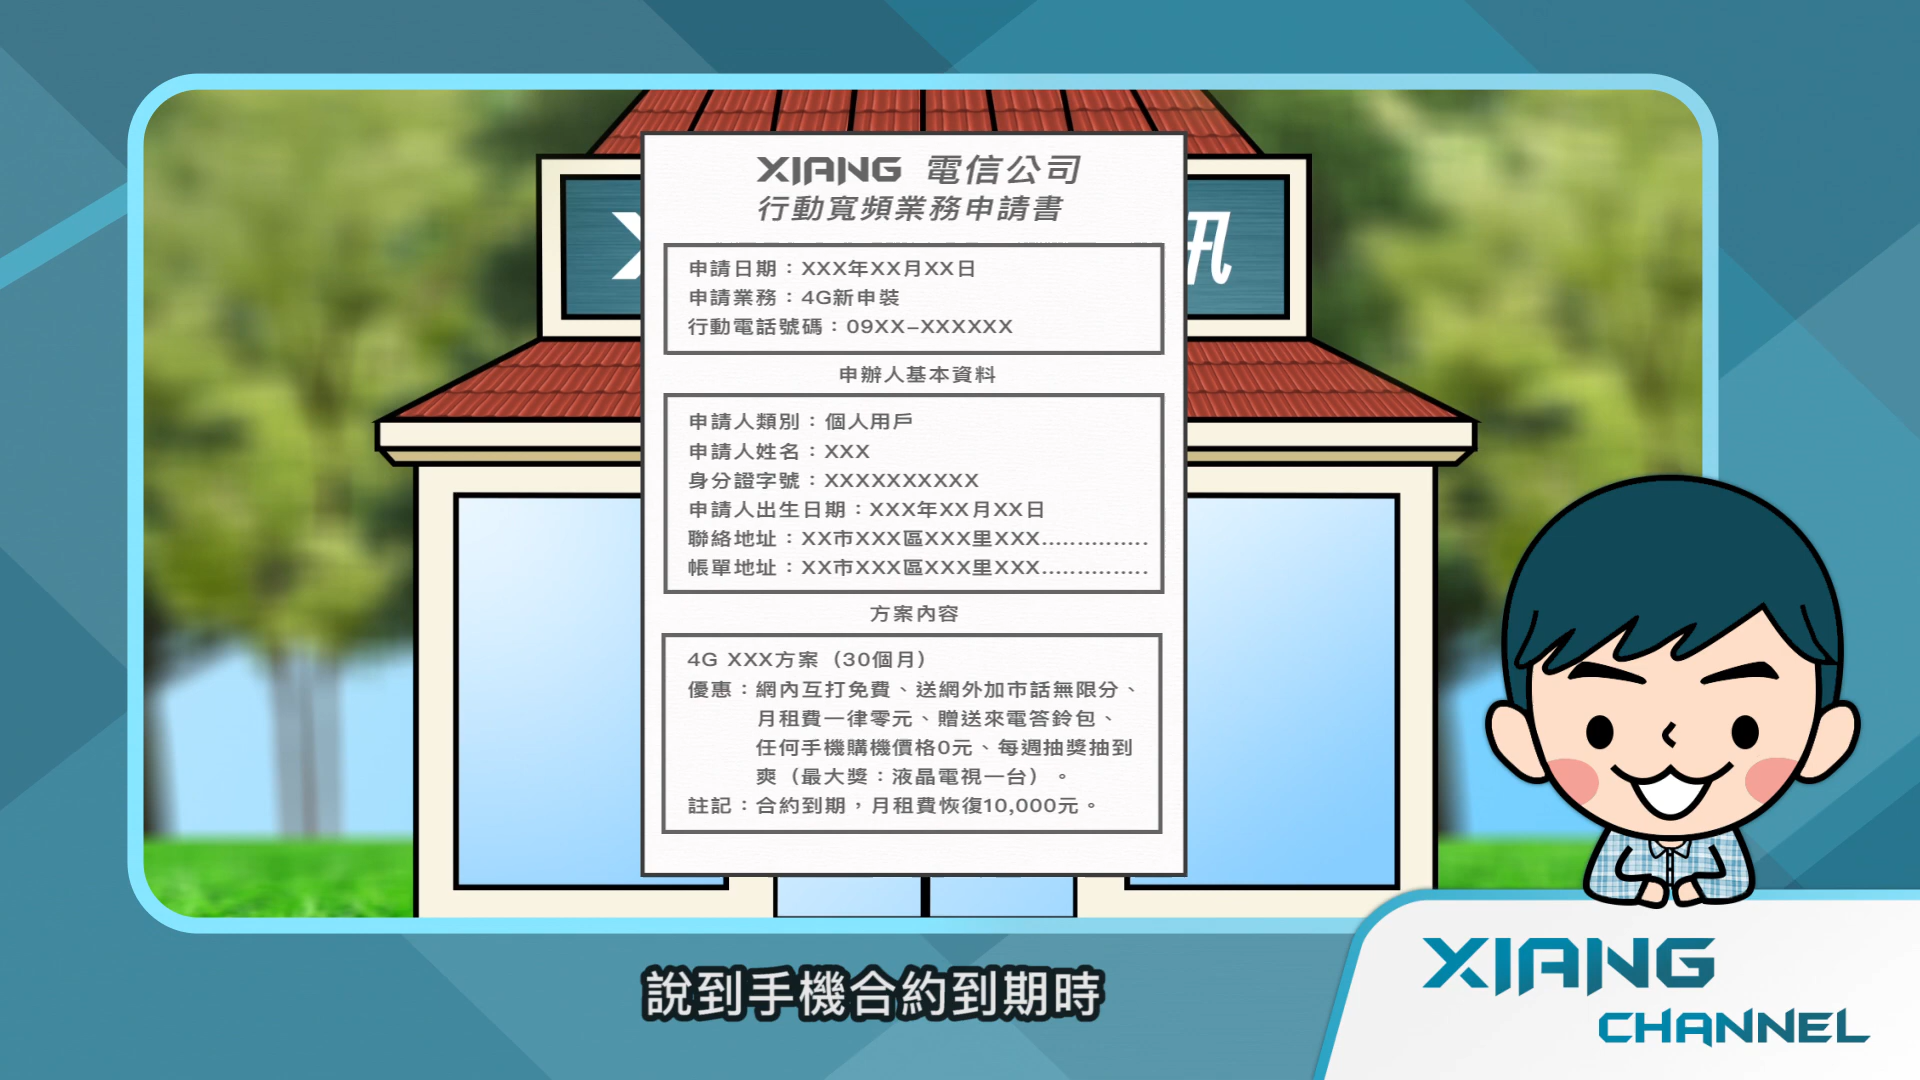 XIANG 電信公司
行動寬頻業務申請書
訊
申請日期：XXX年XX月XX日
申請業務：4G新申裝
行動電話號碼：09XX-XXXXXX
申辦人基本資料
申請人類別：個人用戶
申請人姓名：XXX
身分證字號：XXXXXXXXXX
申請人出生日期：XXX年XX月XX日
聯絡地址：XX市XXX區XXX里XXX...............
帳單地址：XX市XXX區XXX里XXX...............
方案內容
4G XXX方案（30個月）
優惠：網內互打免費、送網外加市話無限分、
月租費一律零元、贈送來電答鈴包、
任何手機購機價格0元、每週抽獎抽到
爽（最大獎：液晶電視一台）。
註記：合約到期，月租費恢復10,000元。
說到手機合約到期時
XIANG
CHANNEL